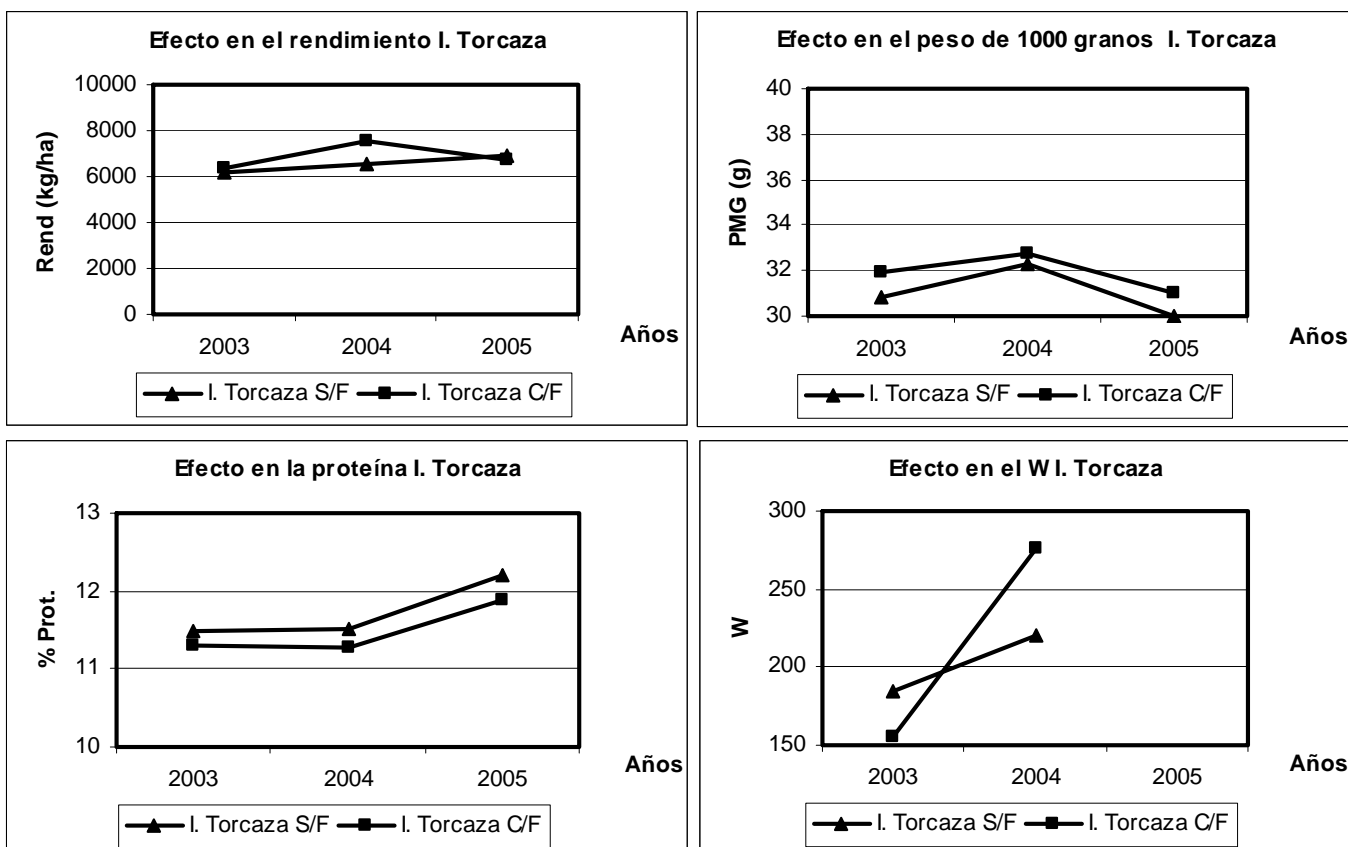 Efecto en el rendimiento I. Torcaza
10000
8000
6000
4000
2000
0
Rend (kg/ha)
2003 2004 2005
Años
I. Torcaza S/F I. Torcaza C/F
Efecto en el peso de 1000 granos I. Torcaza
40
38
36
34
32
30
PMG (g)
2003 2004 2005
Años
I. Torcaza S/F I. Torcaza C/F
Efecto en la proteína I. Torcaza
13
12
11
10
% Prot.
2003 2004 2005
Años
I. Torcaza S/F I. Torcaza C/F
Efecto en el W I. Torcaza
300
250
200
150
W
2003 2004 2005
Años
I. Torcaza S/F I. Torcaza C/F